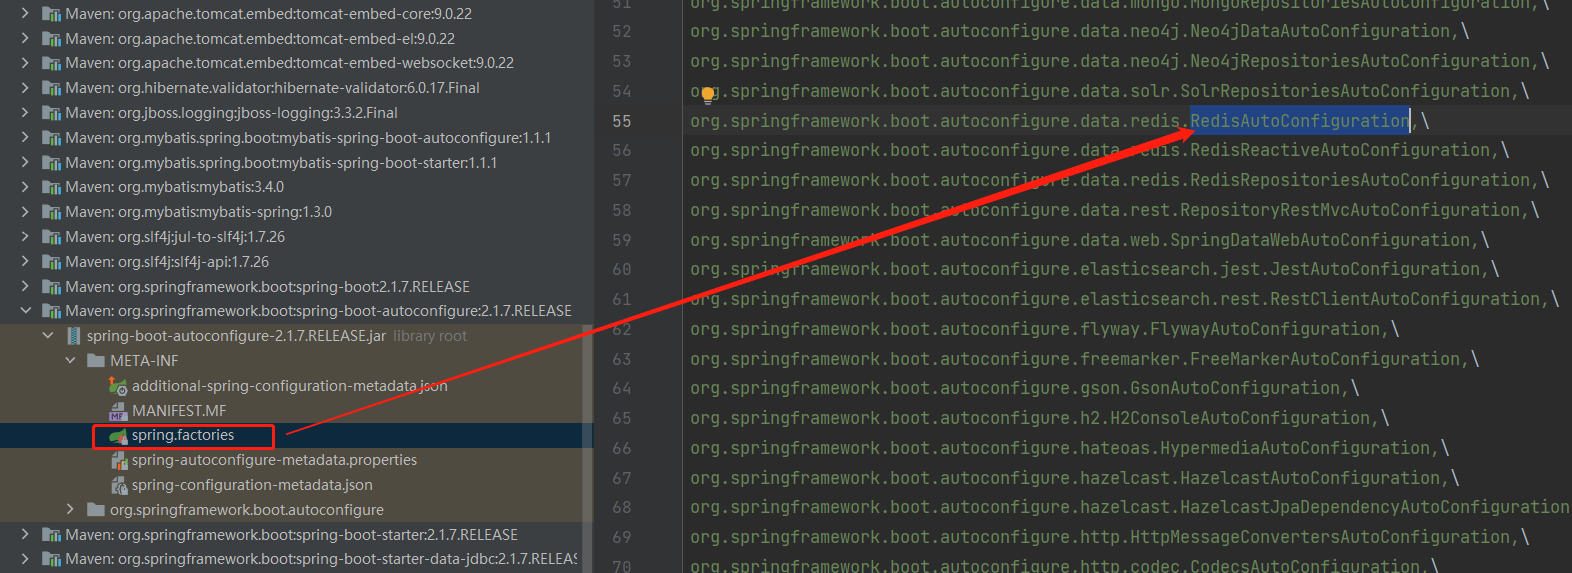 Maven: org.apache.tomcat.embed:tomcat-embed-core:9.0.22
Maven: org.apache.tomcat.embed:tomcat-embed-el:9.0.22
Maven: org.apache.tomcat.embed:tomcat-embed-websocket:9.0.22
Maven: org.hibernate.validator:hibernate-validator:6.0.17.Final
Maven: org.jboss.logging:jboss-logging:3.3.2.Final
Maven: org.mybatis.spring.boot:mybatis-spring-boot-autoconfigure:1.1.1
Maven: org.mybatis.spring.boot:mybatis-spring-boot-starter:1.1.1
Maven: org.mybatis:mybatis:3.4.0
Maven: org.mybatis:mybatis-spring:1.3.0
Maven: org.slf4j:jul-to-slf4j:1.7.26
Maven: org.slf4j:slf4j-api:1.7.26
Maven: org.springframework.boot:spring-boot:2.1.7.RELEASE
Maven: org.springframework.boot:spring-boot-autoconfigure:2.1.7.RELEASE
spring-boot-autoconfigure-2.1.7.RELEASE.jar library root
META-INF
additional-spring-configuration-metadata.json
MANIFEST.MF
spring.factories
spring-autoconfigure-metadata.properties
spring-configuration-metadata.json
org.springframework.boot.autoconfigure
Maven: org.springframework.boot:spring-boot-starter:2.1.7.RELEASE
Maven: org.springframework.boot:spring-boot-starter-data-jdbc:2.1.7.RELEAS
51 org.springframework.boot.autoconfigure.data.mongo.MongoRepositoriesAutoConfiguration,\
52 org.springframework.boot.autoconfigure.data.neo4j.Neo4jDataAutoConfiguration,\
53 org.springframework.boot.autoconfigure.data.neo4j.Neo4jRepositoriesAutoConfiguration,\
54 org.springframework.boot.autoconfigure.data.solr.SolrRepositoriesAutoConfiguration,\
55 org.springframework.boot.autoconfigure.data.redis.RedisAutoConfiguration,\
56 org.springframework.boot.autoconfigure.data.redis.RedisReactiveAutoConfiguration,\
57 org.springframework.boot.autoconfigure.data.redis.RedisRepositoriesAutoConfiguration,\
58 org.springframework.boot.autoconfigure.data.rest.RepositoryRestMvcAutoConfiguration,\
59 org.springframework.boot.autoconfigure.data.web.SpringDataWebAutoConfiguration,\
60 org.springframework.boot.autoconfigure.elasticsearch.jest.JestAutoConfiguration,\
61 org.springframework.boot.autoconfigure.elasticsearch.rest.RestClientAutoConfiguration,\
62 org.springframework.boot.autoconfigure.flyway.FlywayAutoConfiguration,\
63 org.springframework.boot.autoconfigure.freemarker.FreeMarkerAutoConfiguration,\
64 org.springframework.boot.autoconfigure.gson.GsonAutoConfiguration,\
65 org.springframework.boot.autoconfigure.h2.H2ConsoleAutoConfiguration,\
66 org.springframework.boot.autoconfigure.hateoas.HypermediaAutoConfiguration,\
67 org.springframework.boot.autoconfigure.hazelcast.HazelcastAutoConfiguration,\
68 org.springframework.boot.autoconfigure.hazelcast.HazelcastJpaDependencyAutoConfiguration
69 org.springframework.boot.autoconfigure.http.HttpMessageConvertersAutoConfiguration,\
70 org.springframework.boot.autoconfigure.http.codec.CodecsAutoConfiguration,\